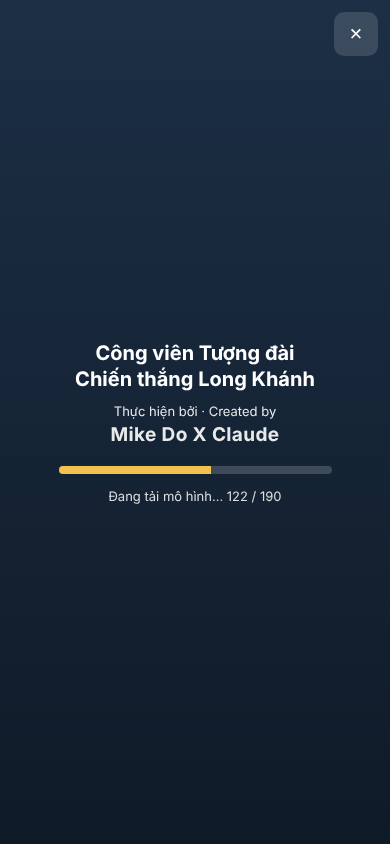 ✕
Công viên Tượng đài
Chiến thắng Long Khánh
Thực hiện bởi · Created by
Mike Do X Claude
Đang tải mô hình... 122 / 190